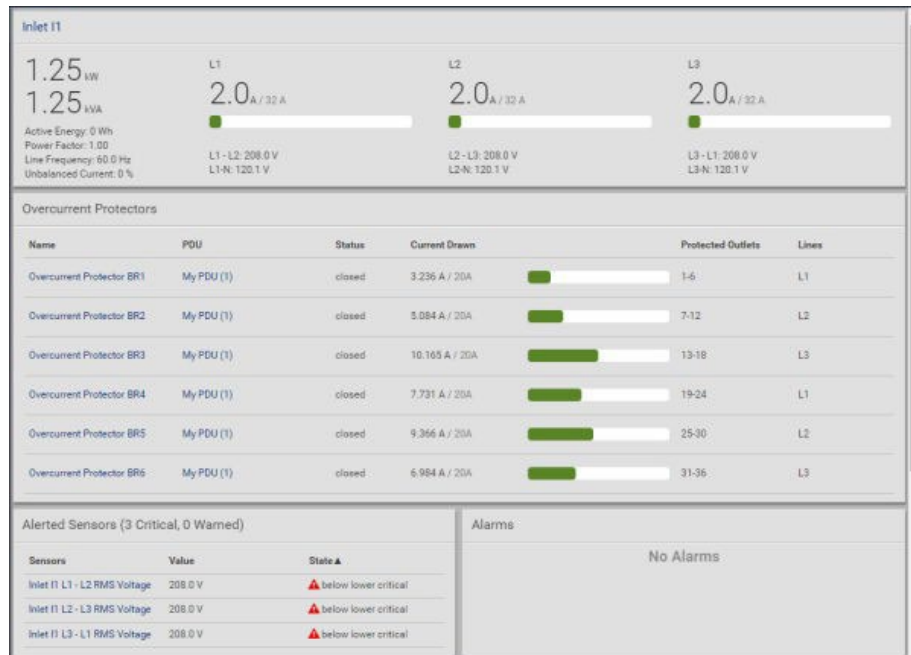 Inlet I1
1.25 kW
1.25 kVA
Active Energy: 0 Wh
Power Factor: 1.00
Line Frequency: 60.0 Hz
Unbalanced Current: 0 %
L1
2.0 A / 32 A
L1 - L2: 208.0 V
L1-N: 120.1 V
L2
2.0 A / 32 A
L2 - L3: 208.0 V
L2-N: 120.1 V
L3
2.0 A / 32 A
L3 - L1: 208.0 V
L3-N: 120.1 V
Overcurrent Protectors
Name PDU Status Current Drawn Protected Outlets Lines
Overcurrent Protector BR1 My PDU (1) closed 3.236 A / 20A 1-6 L1
Overcurrent Protector BR2 My PDU (1) closed 5.084 A / 20A 7-12 L2
Overcurrent Protector BR3 My PDU (1) closed 10.165 A / 20A 13-18 L3
Overcurrent Protector BR4 My PDU (1) closed 7.731 A / 20A 19-24 L1
Overcurrent Protector BR5 My PDU (1) closed 9.366 A / 20A 25-30 L2
Overcurrent Protector BR6 My PDU (1) closed 6.984 A / 20A 31-36 L3
Alerted Sensors (3 Critical, 0 Warned)
Sensors Value State ▲
Inlet I1 L1 - L2 RMS Voltage 208.0 V below lower critical
Inlet I1 L2 - L3 RMS Voltage 208.0 V below lower critical
Inlet I1 L3 - L1 RMS Voltage 208.0 V below lower critical
Alarms
No Alarms